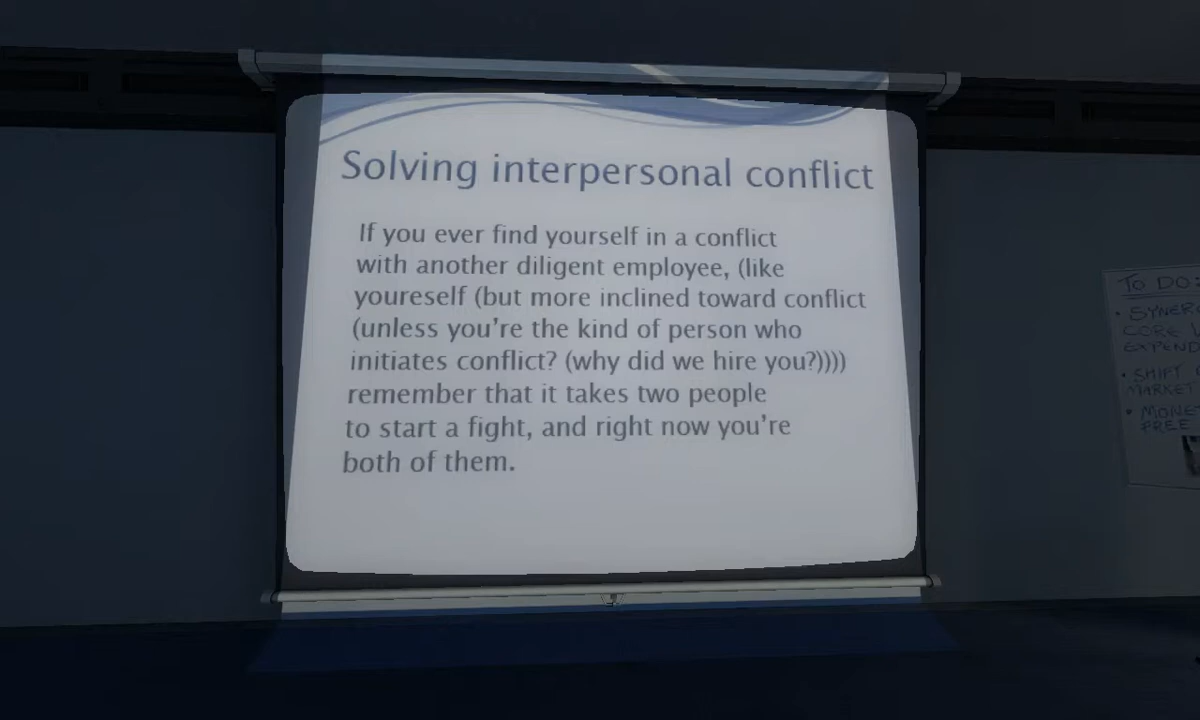 Solving interpersonal conflict
If you ever find yourself in a conflict
with another diligent employee, (like
youreself (but more inclined toward conflict
(unless you're the kind of person who
initiates conflict? (why did we hire you?))))
remember that it takes two people
to start a fight, and right now you're
both of them.
TO DO:
• SYNER
CORE
EXPEND
• SHIFT
MARKET
• MONE
FREE